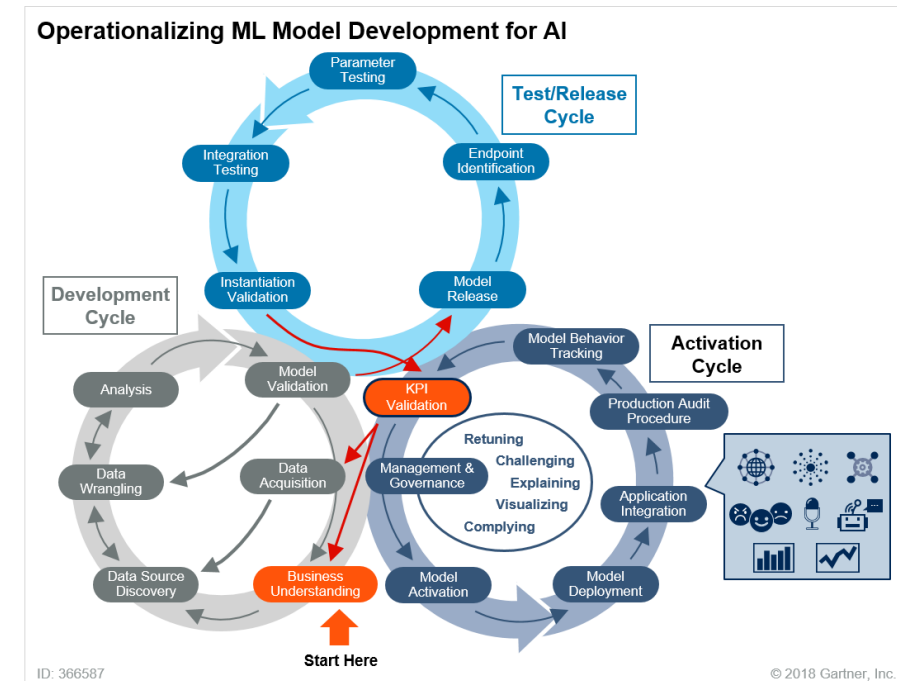 Operationalizing ML Model Development for AI
Parameter
Testing
Test/Release
Cycle
Integration
Testing
Endpoint
Identification
Instantiation
Validation
Model
Release
Development
Cycle
Model Behavior
Tracking
Activation
Cycle
Analysis
Model
Validation
KPI
Validation
Production Audit
Procedure
Retuning
Challenging
Explaining
Visualizing
Complying
Data
Wrangling
Data
Acquisition
Management &
Governance
Application
Integration
Data Source
Discovery
Business
Understanding
Model
Activation
Model
Deployment
Start Here
ID: 366587
© 2018 Gartner, Inc.